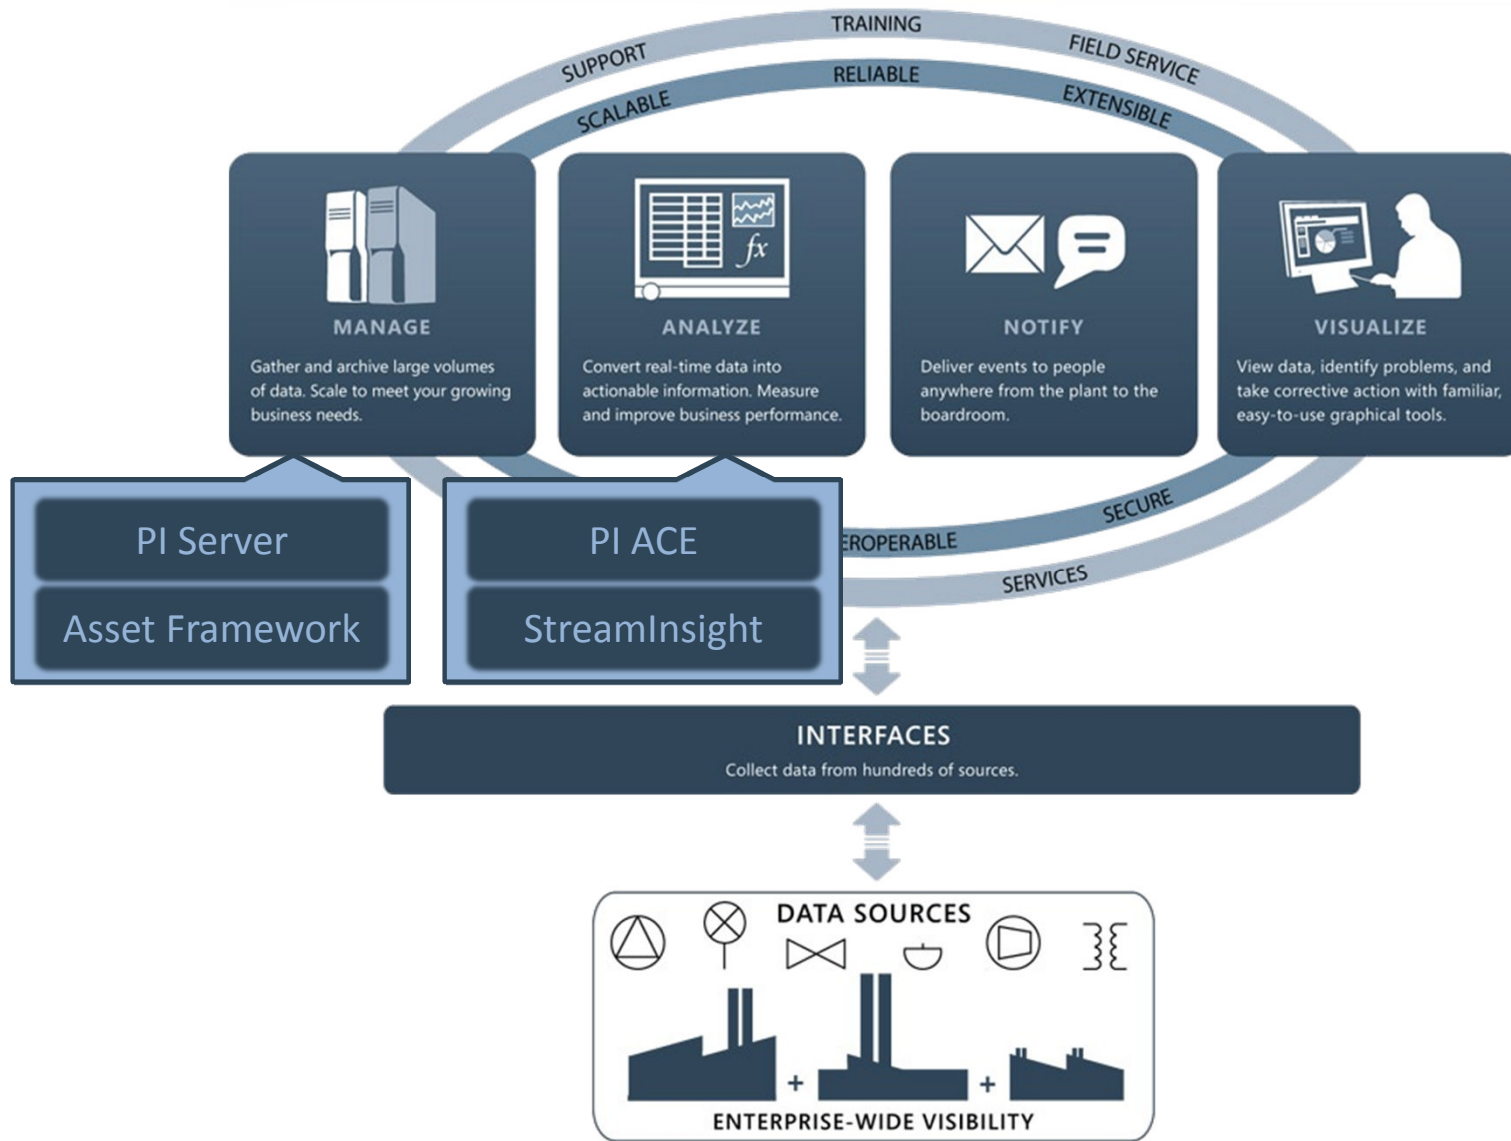 TRAINING
SUPPORT
FIELD SERVICE
RELIABLE
SCALABLE
EXTENSIBLE
fx
MANAGE
Gather and archive large volumes
of data. Scale to meet your growing
business needs.
ANALYZE
Convert real-time data into
actionable information. Measure
and improve business performance.
NOTIFY
Deliver events to people
anywhere from the plant to the
boardroom.
VISUALIZE
View data, identify problems, and
take corrective action with familiar,
easy-to-use graphical tools.
PI Server
Asset Framework
PI ACE
StreamInsight
EROPERABLE
SECURE
SERVICES
INTERFACES
Collect data from hundreds of sources.
DATA SOURCES
+ +
ENTERPRISE-WIDE VISIBILITY